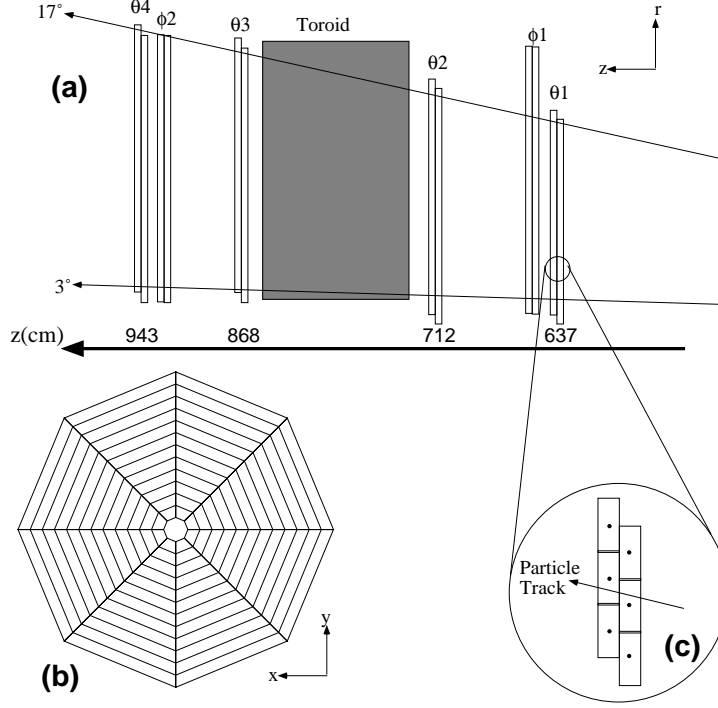 17°
θ4
ϕ2
θ3
Toroid
θ2
ϕ1
θ1
r
z
(a)
3°
z(cm)
943
868
712
637
(b)
y
x
Particle
Track
(c)